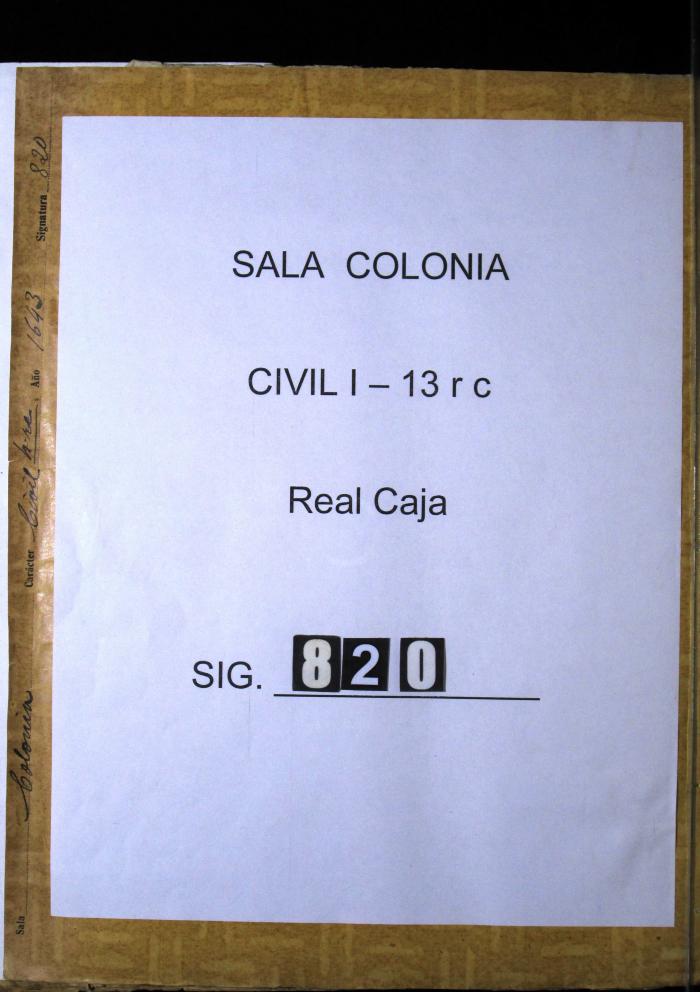 SALA COLONIA
CIVIL I – 13 r c
Real Caja
SIG. 820
Sala Colonia Carácter Civil h-rc Año 1643 Signatura 820